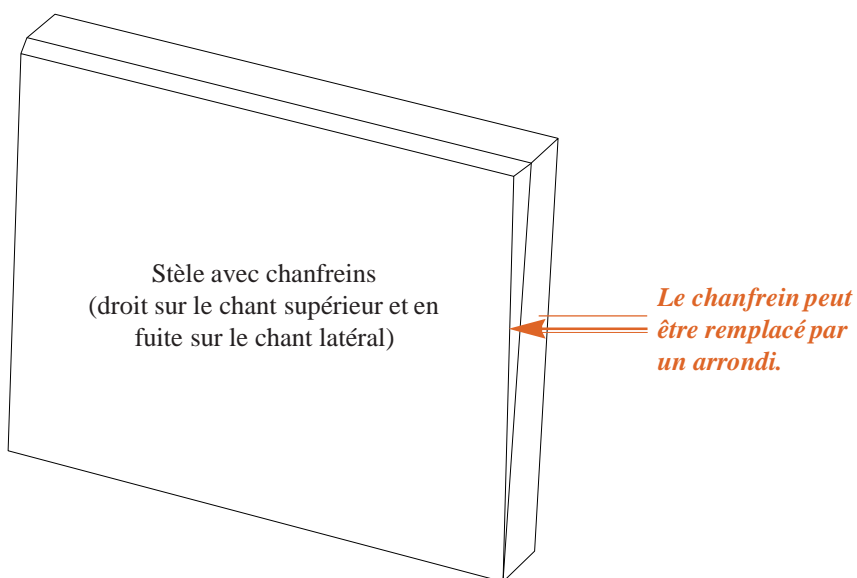 Stèle avec chanfreins
(droit sur le chant supérieur et en
fuite sur le chant latéral)
Le chanfrein peut
être remplacé par
un arrondi.